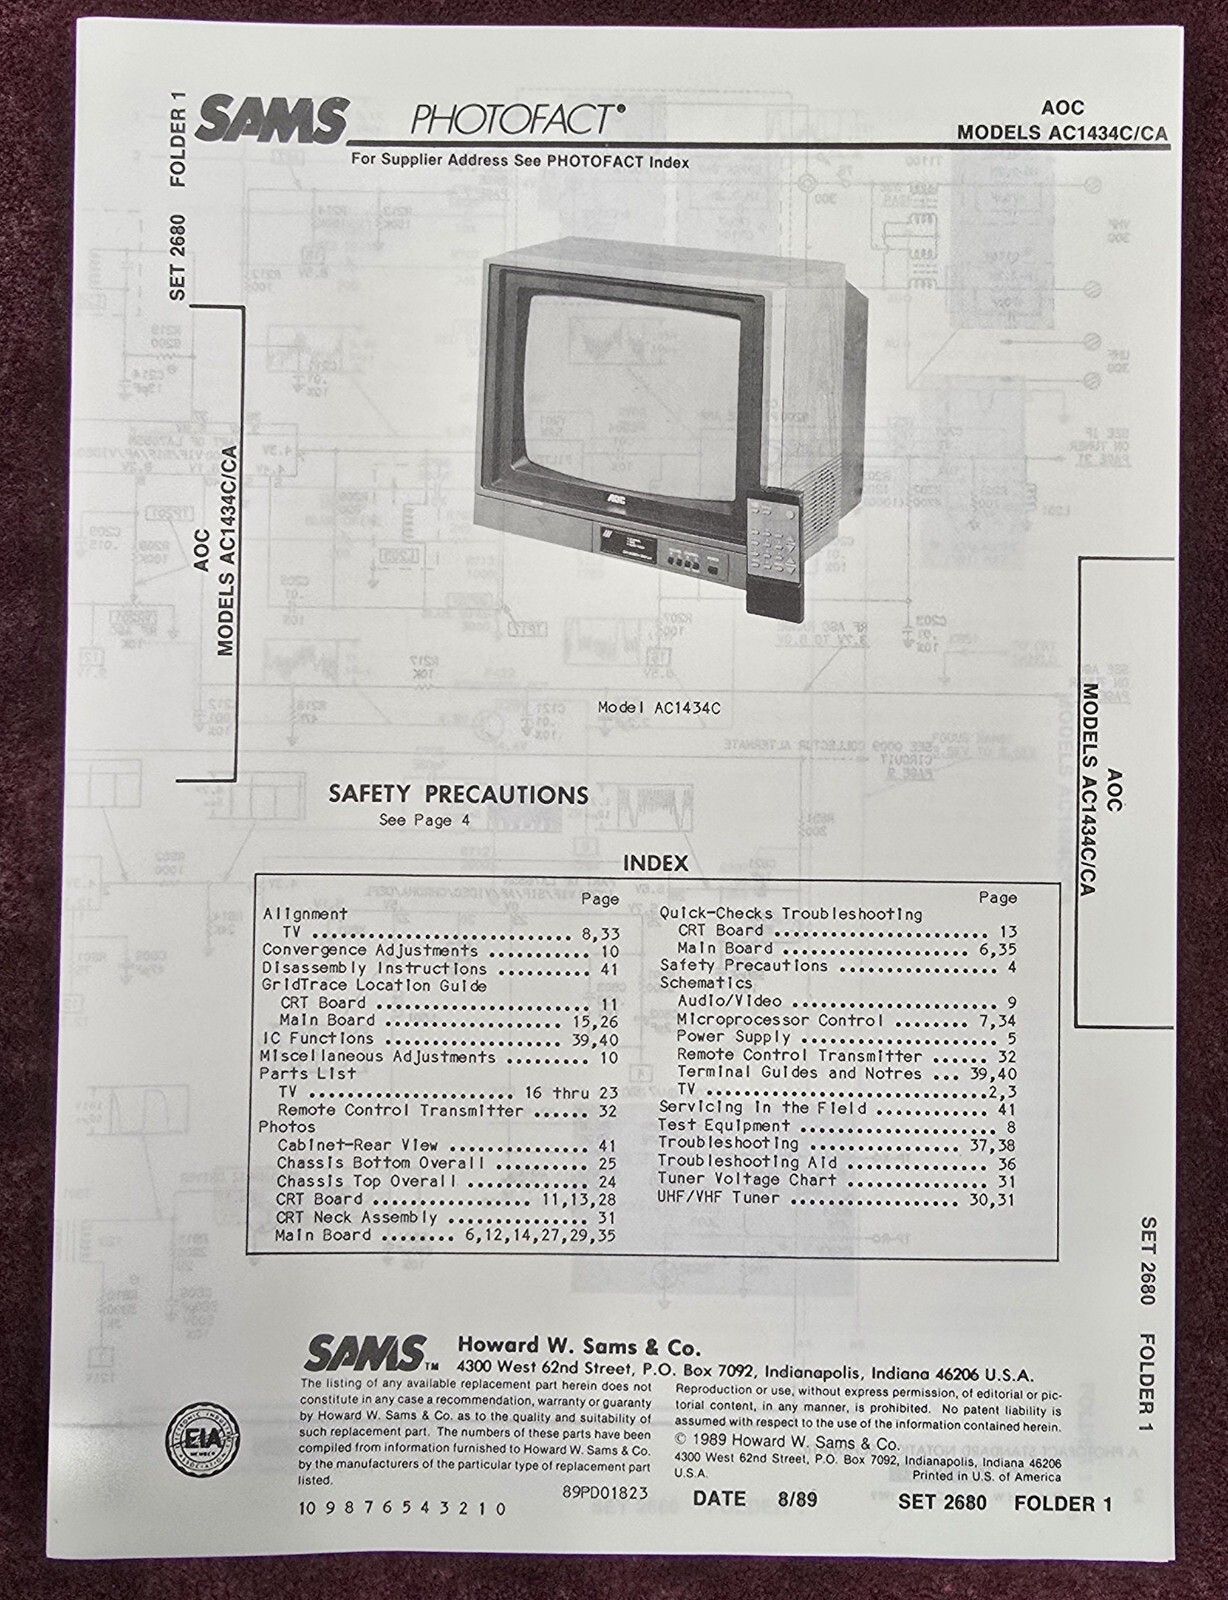 SET 2680 FOLDER 1
SAMS PHOTOFACT®
AOC
MODELS AC1434C/CA
For Supplier Address See PHOTOFACT Index
AOC
MODELS AC1434C/CA
AOC
Model AC1434C
AOC
MODELS AC1434C/CA
SAFETY PRECAUTIONS
See Page 4
INDEX
Page
Alignment
TV ............................ 8,33
Convergence Adjustments ........... 10
Disassembly Instructions .......... 41
GridTrace Location Guide
CRT Board ....................... 11
Main Board ................... 15,26
IC Functions ...................... 39,40
Miscellaneous Adjustments ......... 10
Parts List
TV ...................... 16 thru 23
Remote Control Transmitter ...... 32
Photos
Cabinet-Rear View ............... 41
Chassis Bottom Overall .......... 25
Chassis Top Overall ............. 24
CRT Board ................. 11,13,28
CRT Neck Assembly ............... 31
Main Board ........ 6,12,14,27,29,35
Page
Quick-Checks Troubleshooting
CRT Board ....................... 13
Main Board .................... 6,35
Safety Precautions ................. 4
Schematics
Audio/Video ...................... 9
Microprocessor Control ........ 7,34
Power Supply ..................... 5
Remote Control Transmitter ...... 32
Terminal Guides and Notres ... 39,40
TV ..............................2,3
Servicing in the Field ............ 41
Test Equipment ..................... 8
Troubleshooting ................ 37,38
Troubleshooting Aid ............... 36
Tuner Voltage Chart ............... 31
UHF/VHF Tuner .................. 30,31
SET 2680 FOLDER 1
SAMS™ Howard W. Sams & Co.
4300 West 62nd Street, P.O. Box 7092, Indianapolis, Indiana 46206 U.S.A.
The listing of any available replacement part herein does not
constitute in any case a recommendation, warranty or guaranty
by Howard W. Sams & Co. as to the quality and suitability of
such replacement part. The numbers of these parts have been
compiled from information furnished to Howard W. Sams & Co.
by the manufacturers of the particular type of replacement part
listed.
Reproduction or use, without express permission, of editorial or pic-
torial content, in any manner, is prohibited. No patent liability is
assumed with respect to the use of the information contained herein.
© 1989 Howard W. Sams & Co.
4300 West 62nd Street, P.O. Box 7092, Indianapolis, Indiana 46206
U.S.A. Printed in U.S. of America
ELECTRONIC INDUSTRIES ASSOCIATION
EIA
MEMBER
89PD01823
10 9 8 7 6 5 4 3 2 1 0
DATE 8/89 SET 2680 FOLDER 1